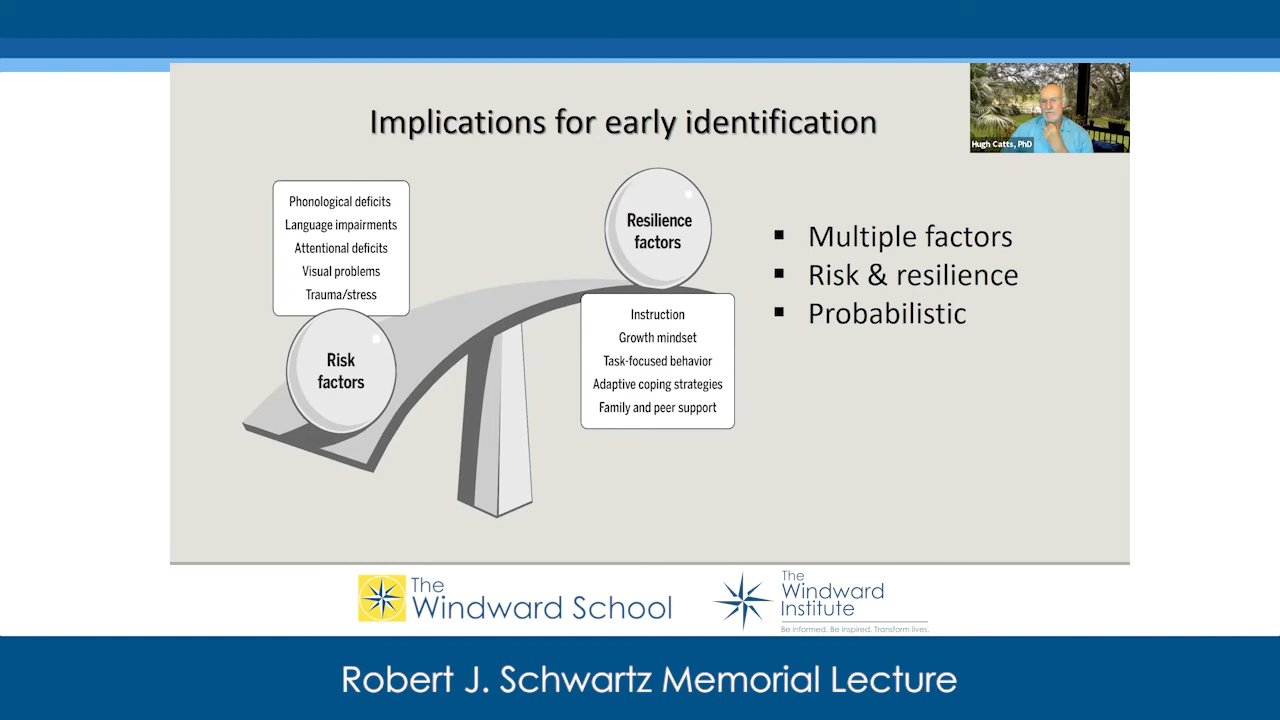 Implications for early identification
Hugh Catts, PhD
Phonological deficits
Language impairments
Attentional deficits
Visual problems
Trauma/stress
Risk
factors
Resilience
factors
Instruction
Growth mindset
Task-focused behavior
Adaptive coping strategies
Family and peer support
▪ Multiple factors
▪ Risk & resilience
▪ Probabilistic
The
Windward School
The
Windward
Institute
Be informed. Be inspired. Transform lives.
Robert J. Schwartz Memorial Lecture